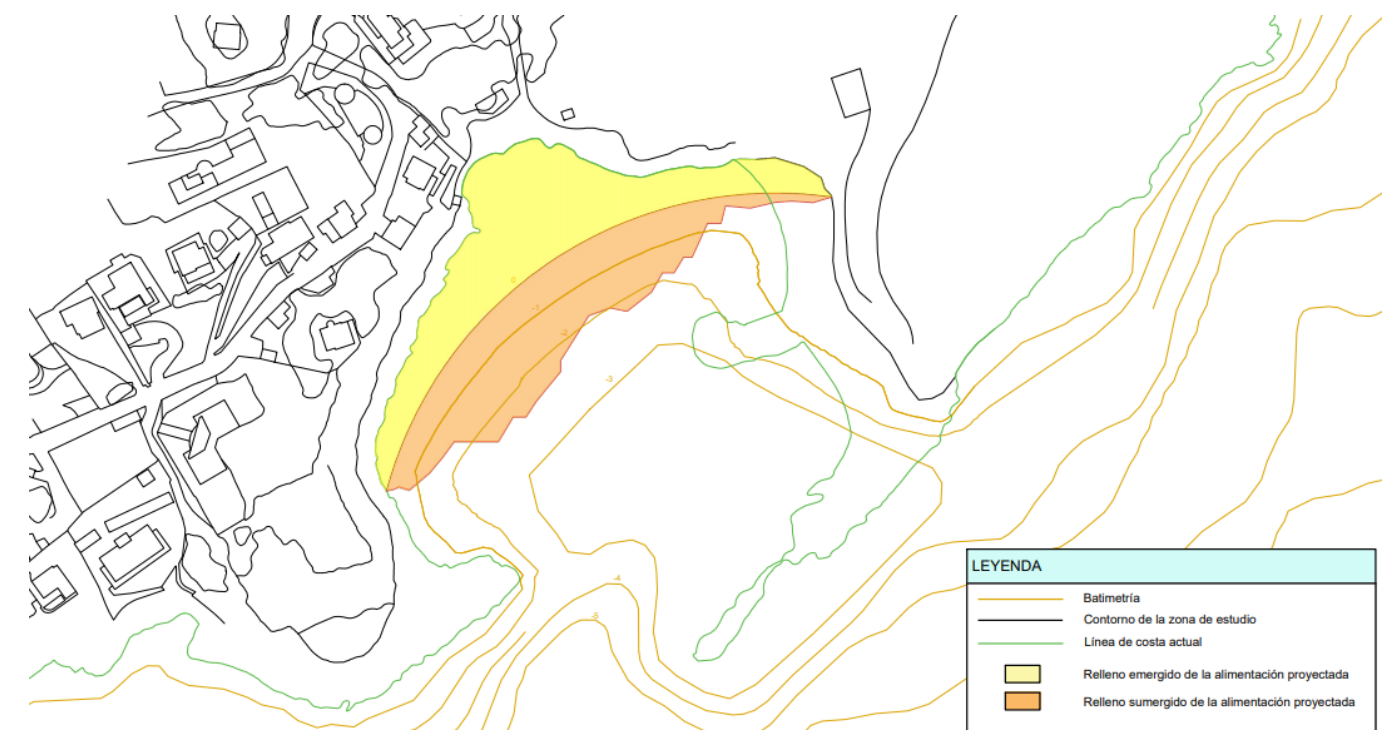 0
-1
-2
-3
-4
-5
LEYENDA
Batimetría
Contorno de la zona de estudio
Línea de costa actual
Relleno emergido de la alimentación proyectada
Relleno sumergido de la alimentación proyectada